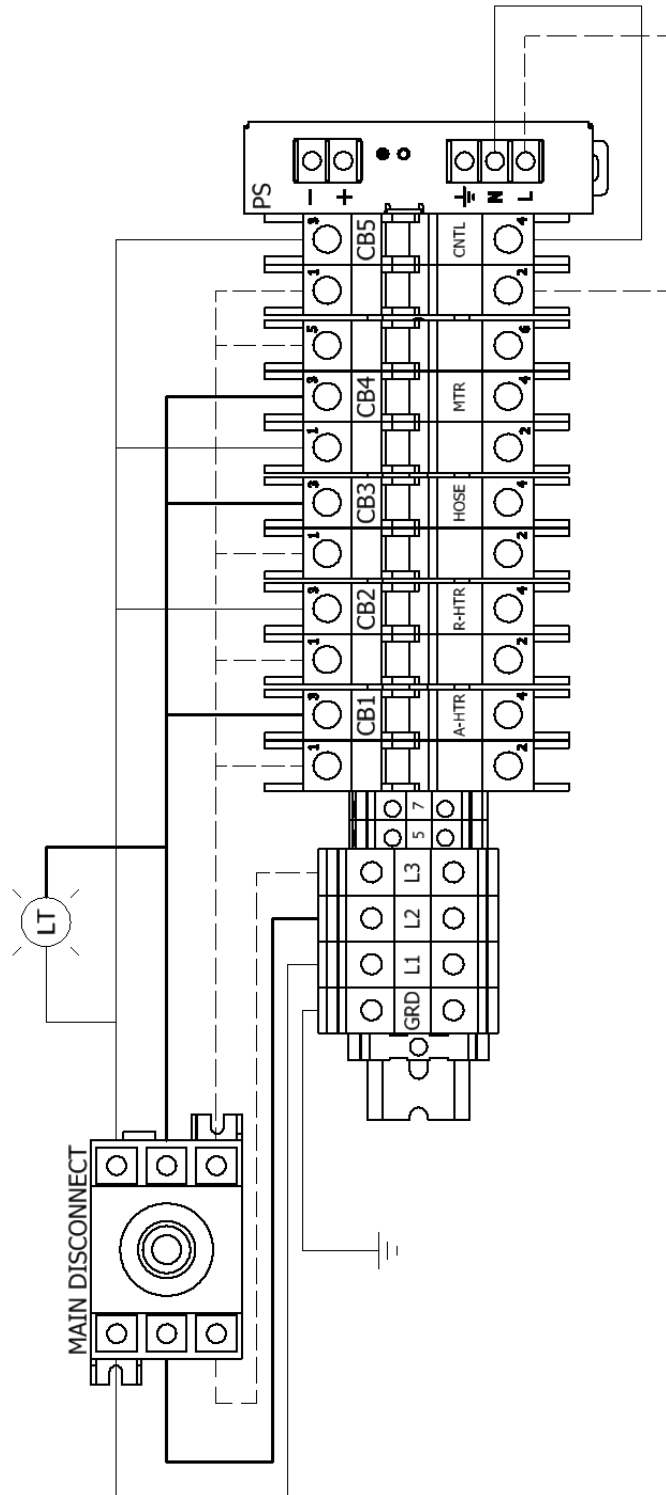 PS
- + ⏚ N L
3 CB5 CNTL 4
1 2
5 6
3 CB4 MTR 4
1 2
3 CB3 HOSE 4
1 2
3 CB2 R-HTR 4
1 2
3 CB1 A-HTR 4
1 2
7
5
L3
L2
L1
GRD
LT
MAIN DISCONNECT